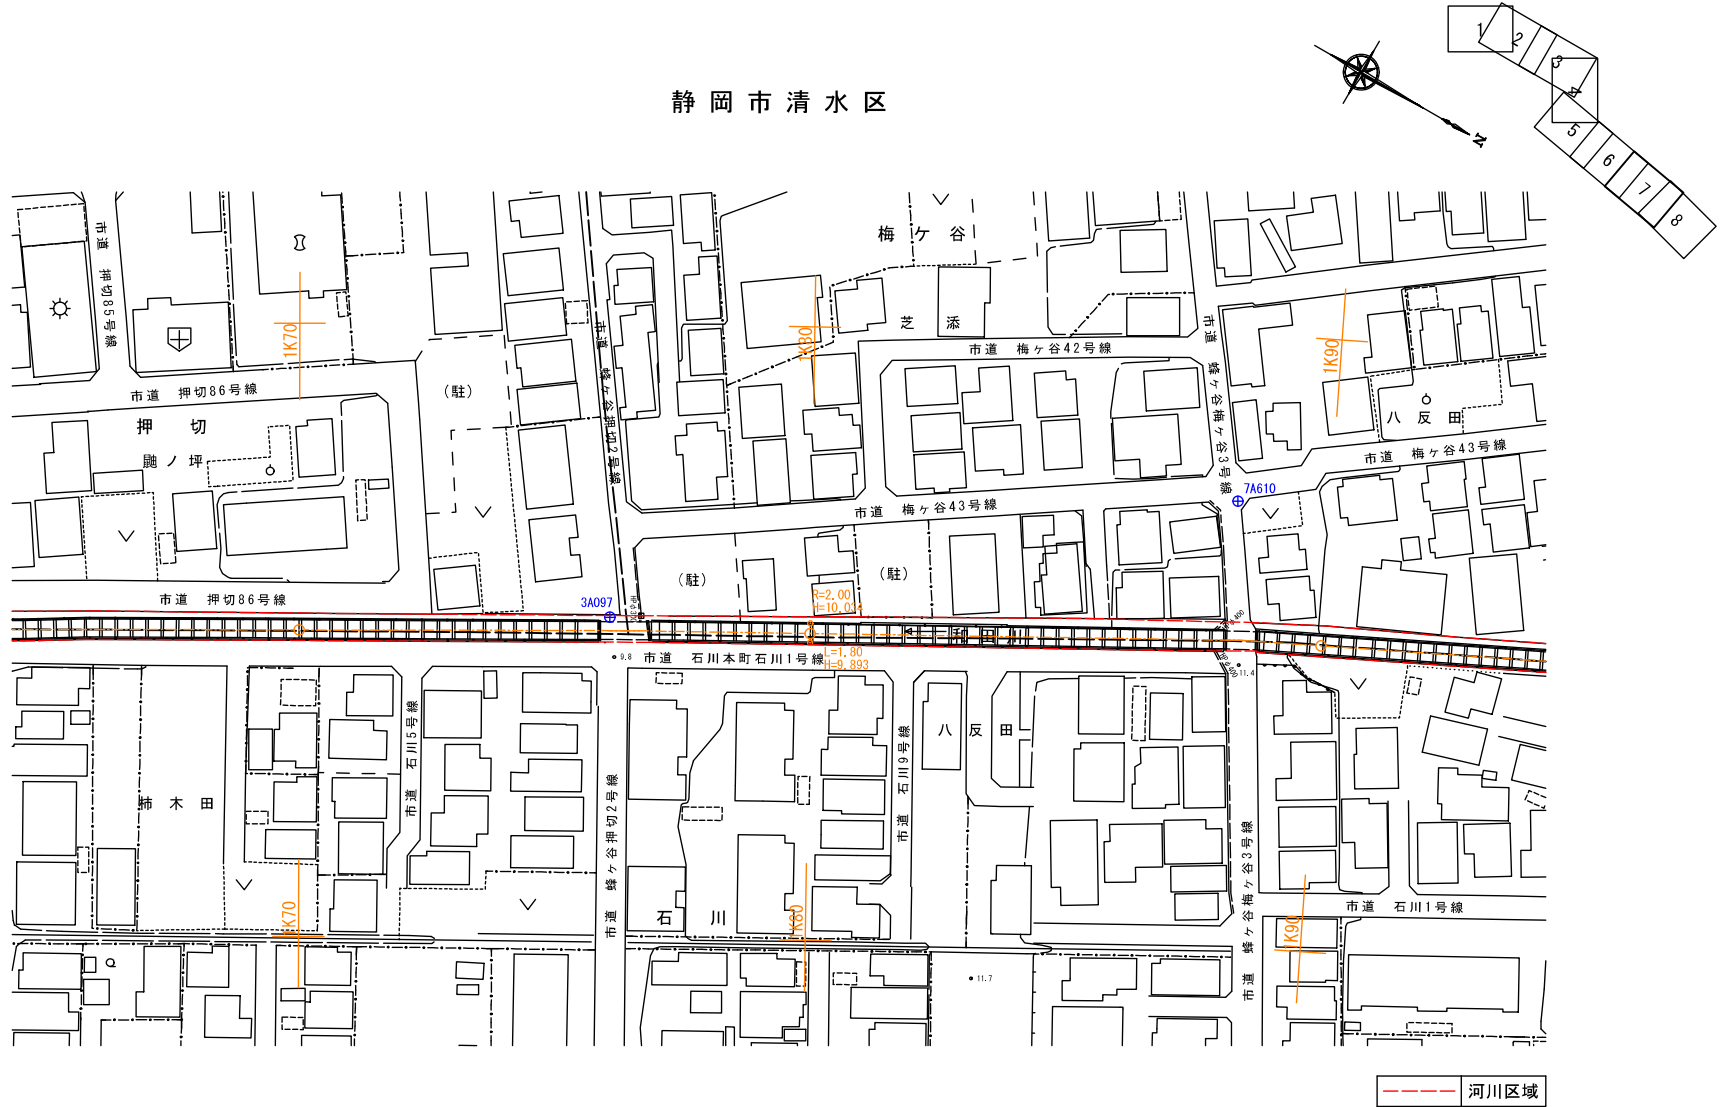 静岡市清水区
1
2
3
4
5
6
7
8
N
市道 押切85号線
1K70
市道 押切86号線
押切
鼬ノ坪
(駐)
市道 蜂ヶ谷押切2号線
梅ケ谷
芝添
1K80
市道 梅ヶ谷42号線
市道 蜂ヶ谷梅ヶ谷3号線
1K90
八反田
市道 梅ヶ谷43号線
市道 梅ヶ谷43号線
7A610
(駐)
(駐)
市道 押切86号線
3A097
R=2.00
H=10.034
L=1.80
H=9.893
9.8
市道 石川本町石川1号線
11.4
市道 石川5号線
柿木田
市道 蜂ヶ谷押切2号線
市道 石川9号線
八反田
市道 蜂ヶ谷梅ヶ谷3号線
石川
市道 石川1号線
1K70
1K80
1K90
11.7
河川区域